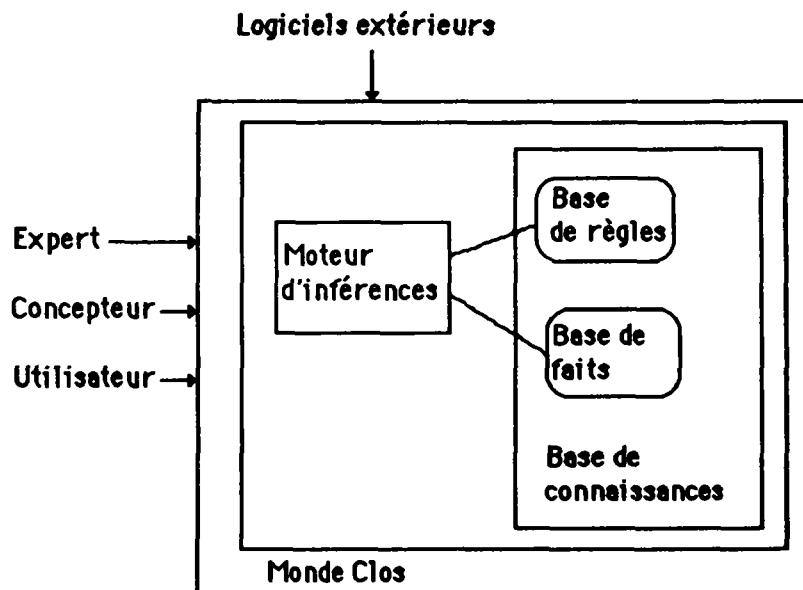 Logiciels extérieurs
Expert
Concepteur
Utilisateur
Moteur
d'inférences
Base
de règles
Base de
faits
Base de
connaissances
Monde Clos